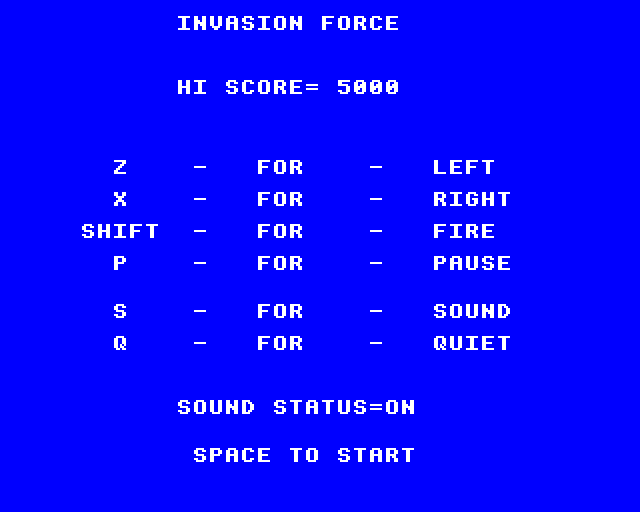 INVASION FORCE
HI SCORE= 5000
Z - FOR - LEFT
X - FOR - RIGHT
SHIFT - FOR - FIRE
P - FOR - PAUSE
S - FOR - SOUND
Q - FOR - QUIET
SOUND STATUS=ON
SPACE TO START